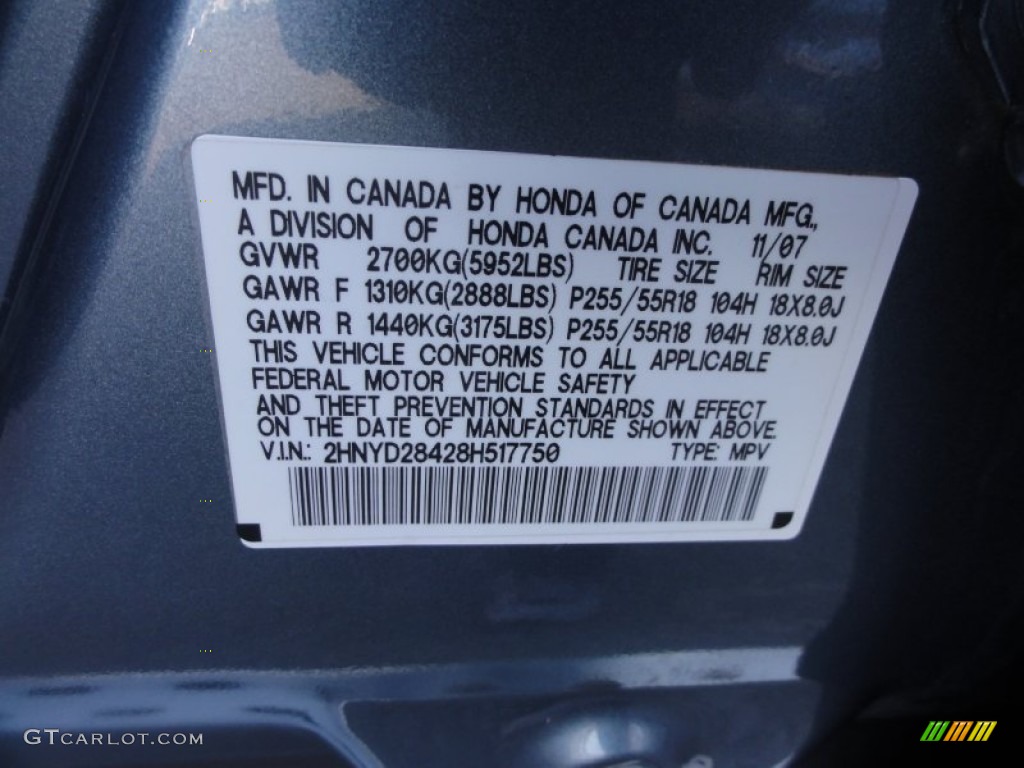 MFD. IN CANADA BY HONDA OF CANADA MFG.,
A DIVISION OF HONDA CANADA INC. 11/07
GVWR 2700KG(5952LBS) TIRE SIZE RIM SIZE
GAWR F 1310KG(2888LBS) P255/55R18 104H 18X8.0J
GAWR R 1440KG(3175LBS) P255/55R18 104H 18X8.0J
THIS VEHICLE CONFORMS TO ALL APPLICABLE
FEDERAL MOTOR VEHICLE SAFETY
AND THEFT PREVENTION STANDARDS IN EFFECT
ON THE DATE OF MANUFACTURE SHOWN ABOVE.
V.I.N: 2HNYD28428H517750 TYPE: MPV
GTCARLOT.COM